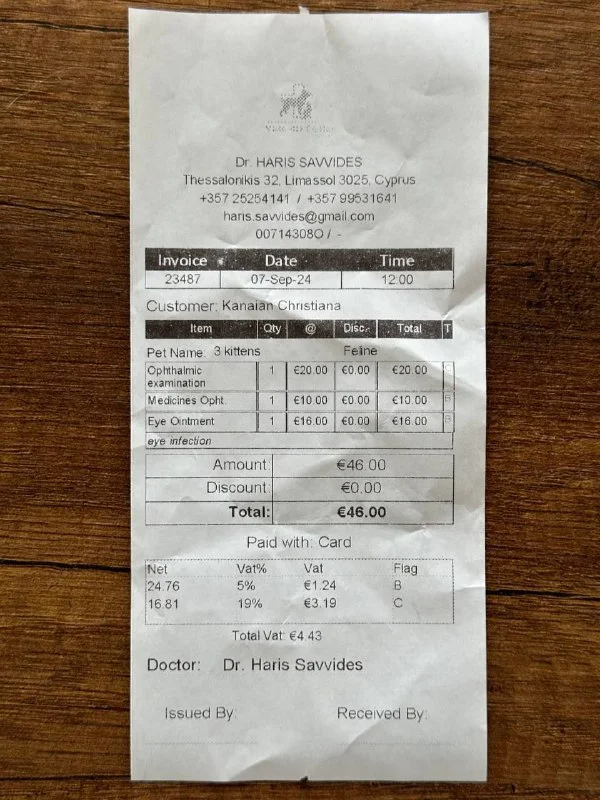 Dr. HARIS SAVVIDES
Thessalonikis 32, Limassol 3025, Cyprus
+357 25254141 / +357 99531641
haris.savvides@gmail.com
00714308O / -
Invoice Date Time
23487 07-Sep-24 12:00
Customer: Kanaian Christiana
Item Qty @ Disc. Total T
Pet Name: 3 kittens Feline
Ophthalmic examination 1 €20.00 €0.00 €20.00 C
Medicines Opht. 1 €10.00 €0.00 €10.00 B
Eye Ointment 1 €16.00 €0.00 €16.00 B
eye infection
Amount: €46.00
Discount: €0.00
Total: €46.00
Paid with: Card
Net Vat% Vat Flag
24.76 5% €1.24 B
16.81 19% €3.19 C
Total Vat: €4.43
Doctor: Dr. Haris Savvides
Issued By: Received By: